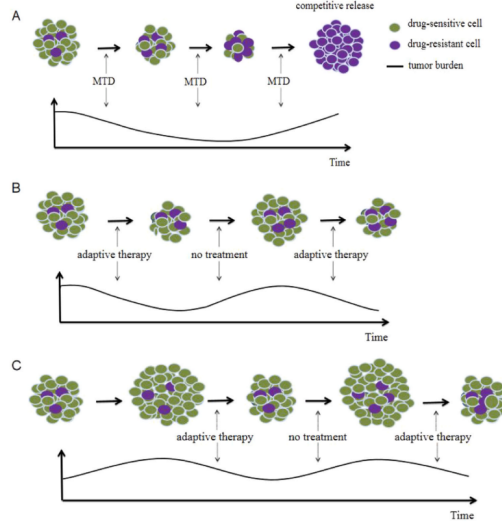 A
competitive release
drug-sensitive cell
drug-resistant cell
tumor burden
MTD
MTD
MTD
Time
B
adaptive therapy
no treatment
adaptive therapy
Time
C
adaptive therapy
no treatment
adaptive therapy
Time